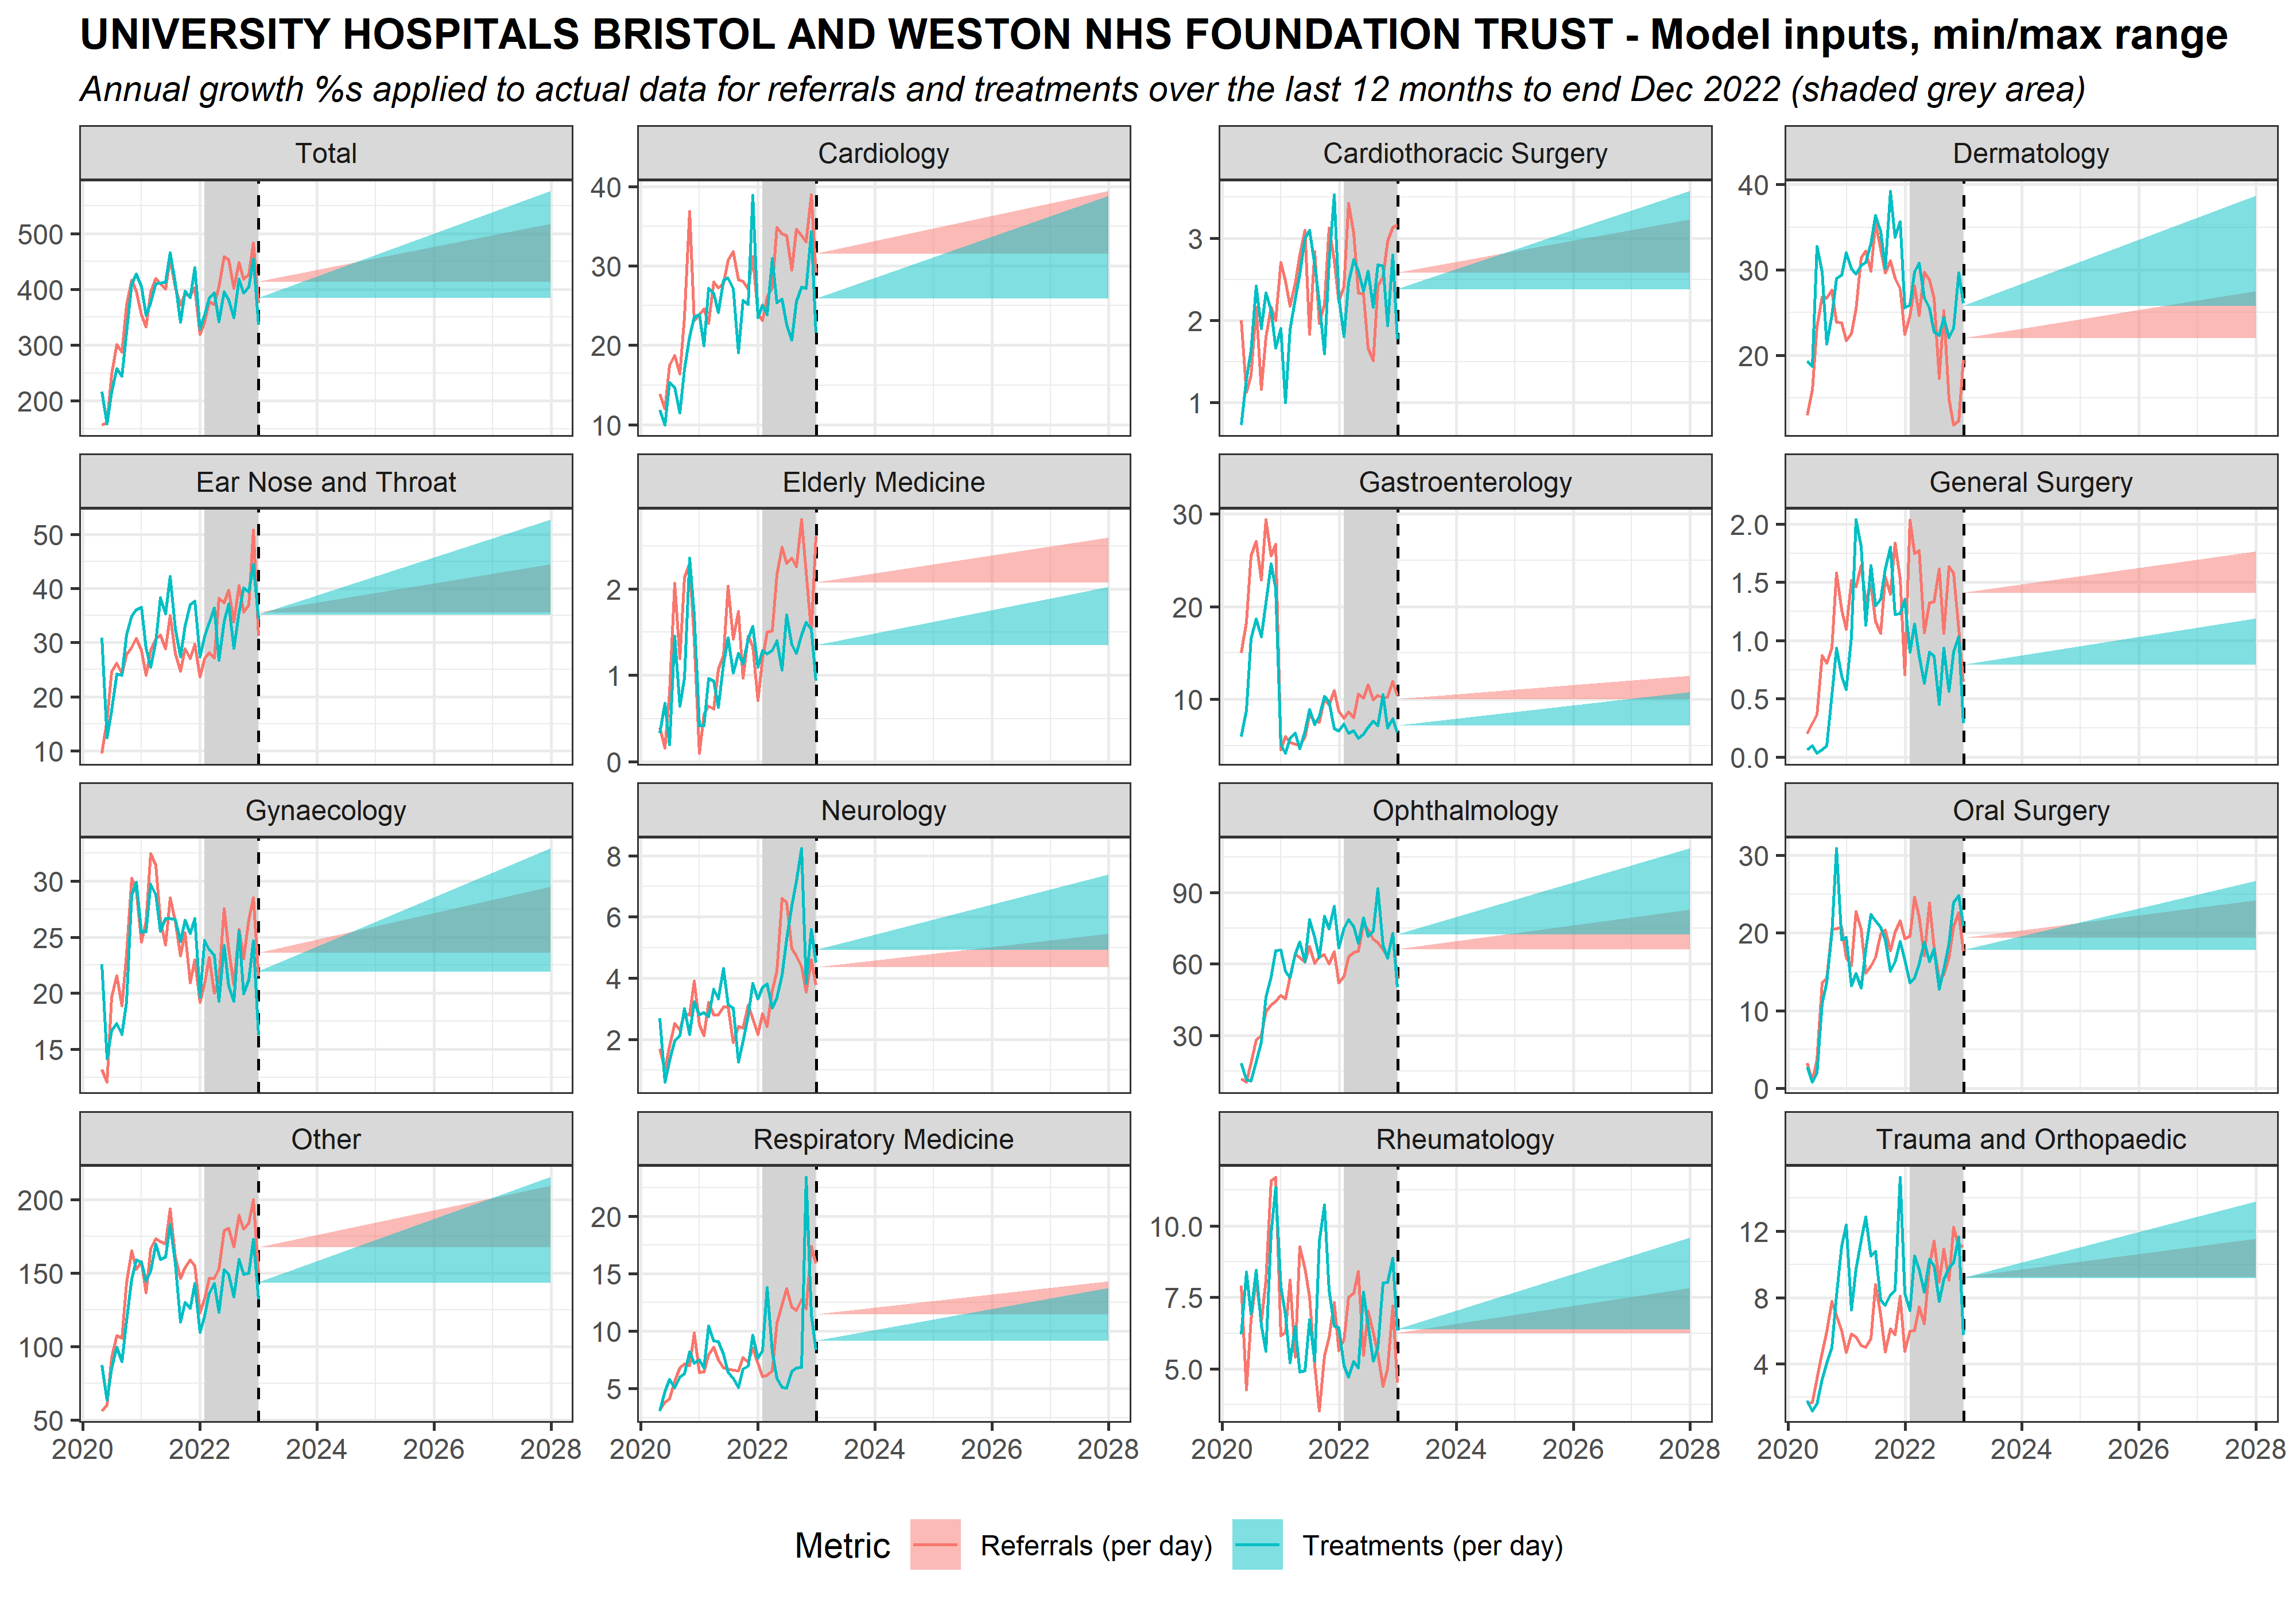 UNIVERSITY HOSPITALS BRISTOL AND WESTON NHS FOUNDATION TRUST - Model inputs, min/max range
Annual growth %s applied to actual data for referrals and treatments over the last 12 months to end Dec 2022 (shaded grey area)
Total
500
400
300
200
Cardiology
40
30
20
10
Cardiothoracic Surgery
3
2
1
Dermatology
40
30
20
Ear Nose and Throat
50
40
30
20
10
Elderly Medicine
2
1
0
Gastroenterology
30
20
10
General Surgery
2.0
1.5
1.0
0.5
0.0
Gynaecology
30
25
20
15
Neurology
8
6
4
2
Ophthalmology
90
60
30
Oral Surgery
30
20
10
0
Other
200
150
100
50
2020 2022 2024 2026 2028
Respiratory Medicine
20
15
10
5
2020 2022 2024 2026 2028
Rheumatology
10.0
7.5
5.0
2020 2022 2024 2026 2028
Trauma and Orthopaedic
12
8
4
2020 2022 2024 2026 2028
Metric Referrals (per day) Treatments (per day)